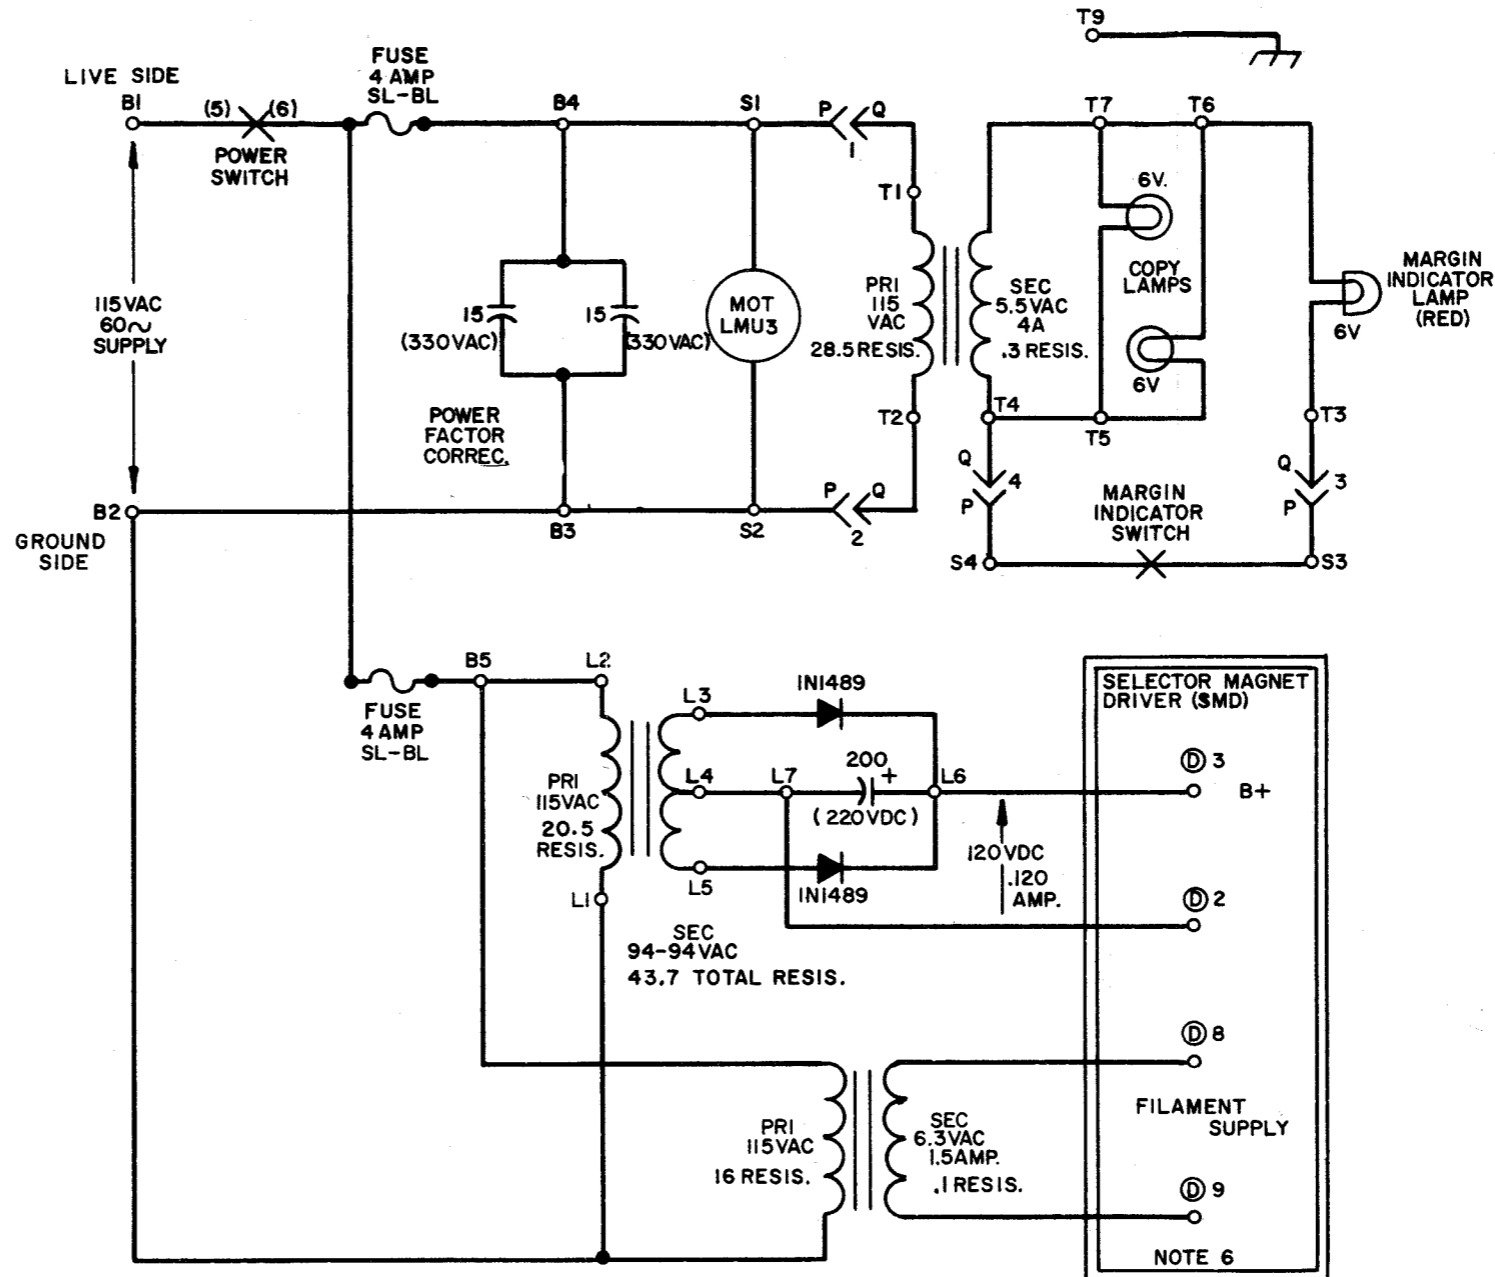 T9
FUSE
4 AMP
SL-BL
LIVE SIDE
B1
(5) (6)
POWER
SWITCH
B4
S1
P Q
1
T7
T6
T1
6V.
COPY
LAMPS
6V
MARGIN
INDICATOR
LAMP
(RED)
6V
115VAC
60~
SUPPLY
15
(330VAC)
15
(330VAC)
MOT
LMU3
PRI
115
VAC
28.5 RESIS.
SEC
5.5VAC
4A
.3 RESIS.
POWER
FACTOR
CORREC.
T2
T4
T5
T3
Q
4
P
Q
3
P
MARGIN
INDICATOR
SWITCH
B2
GROUND
SIDE
B3
S2
P Q
2
S4
S3
B5
L2
FUSE
4 AMP
SL-BL
L3
1N1489
PRI
115VAC
20.5
RESIS.
L4
L7
200
+
(220VDC)
L6
L5
1N1489
L1
120VDC
.120
AMP.
SEC
94-94VAC
43.7 TOTAL RESIS.
SELECTOR MAGNET
DRIVER (SMD)
D 3
B+
D 2
D 8
FILAMENT
SUPPLY
PRI
115VAC
16 RESIS.
SEC
6.3VAC
1.5AMP.
.1 RESIS.
D 9
NOTE 6